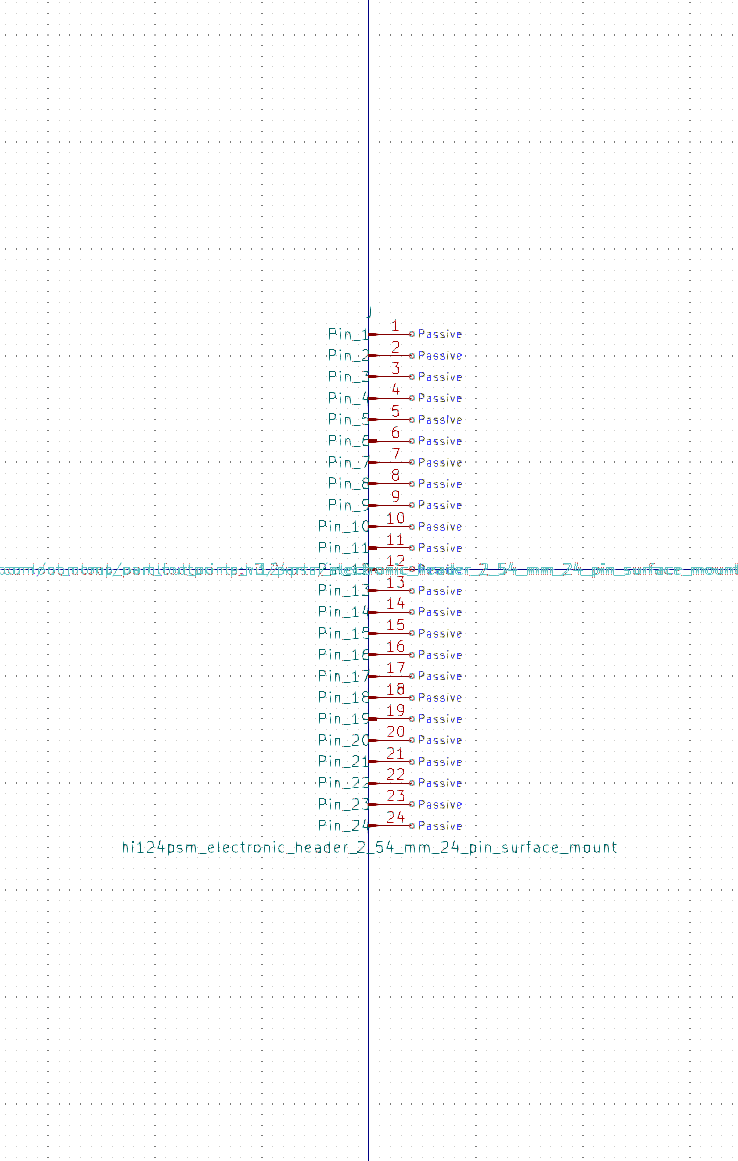 J
Pin_1 1 Passive
Pin_2 2 Passive
Pin_3 3 Passive
Pin_4 4 Passive
Pin_5 5 Passive
Pin_6 6 Passive
Pin_7 7 Passive
Pin_8 8 Passive
Pin_9 9 Passive
Pin_10 10 Passive
Pin_11 11 Passive
12
Pin_13 13 Passive
Pin_14 14 Passive
Pin_15 15 Passive
Pin_16 16 Passive
Pin_17 17 Passive
Pin_18 18 Passive
Pin_19 19 Passive
Pin_20 20 Passive
Pin_21 21 Passive
Pin_22 22 Passive
Pin_23 23 Passive
Pin_24 24 Passive
hi124psm_electronic_header_2_54_mm_24_pin_surface_mount